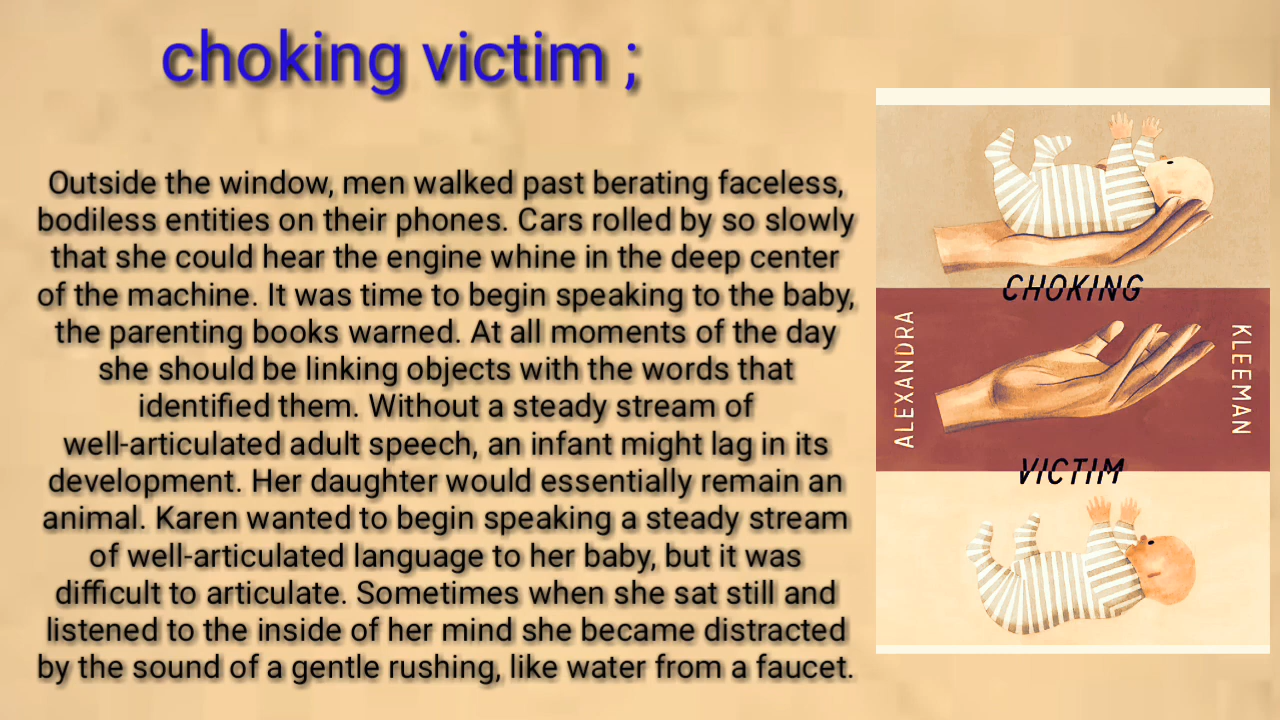 choking victim ;
Outside the window, men walked past berating faceless,
bodiless entities on their phones. Cars rolled by so slowly
that she could hear the engine whine in the deep center
of the machine. It was time to begin speaking to the baby,
the parenting books warned. At all moments of the day
she should be linking objects with the words that
identified them. Without a steady stream of
well-articulated adult speech, an infant might lag in its
development. Her daughter would essentially remain an
animal. Karen wanted to begin speaking a steady stream
of well-articulated language to her baby, but it was
difficult to articulate. Sometimes when she sat still and
listened to the inside of her mind she became distracted
by the sound of a gentle rushing, like water from a faucet.
CHOKING
ALEXANDRA
KLEEMAN
VICTIM